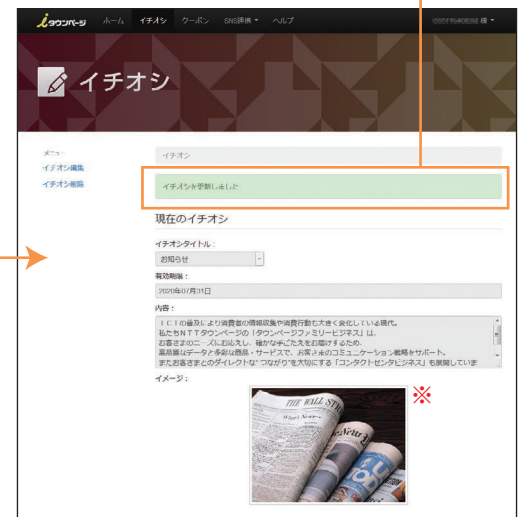 iタウンページ ホーム イチオシ クーポン SNS連携 ヘルプ 様
イチオシ
メニュー
イチオシ編集
イチオシ削除
イチオシ
イチオシを更新しました
現在のイチオシ
イチオシタイトル:
お知らせ
有効期限:
2020年07月31日
内容:
ICTの普及により消費者の情報収集や消費行動も大きく変化している現代。
私たちNTTタウンページの「タウンページファミリービジネス」は、
お客さまのニーズにお応えし、確かな手ごたえをお届けするため、
高品質なデータと多彩な商品・サービスで、お客さまのコミュニケーション戦略をサポート。
またお客さまとのダイレクトな"つながり"を大切にする「コンタクトセンタビジネス」も展開していま
イメージ:
※
THE WALL STR
What's News
New